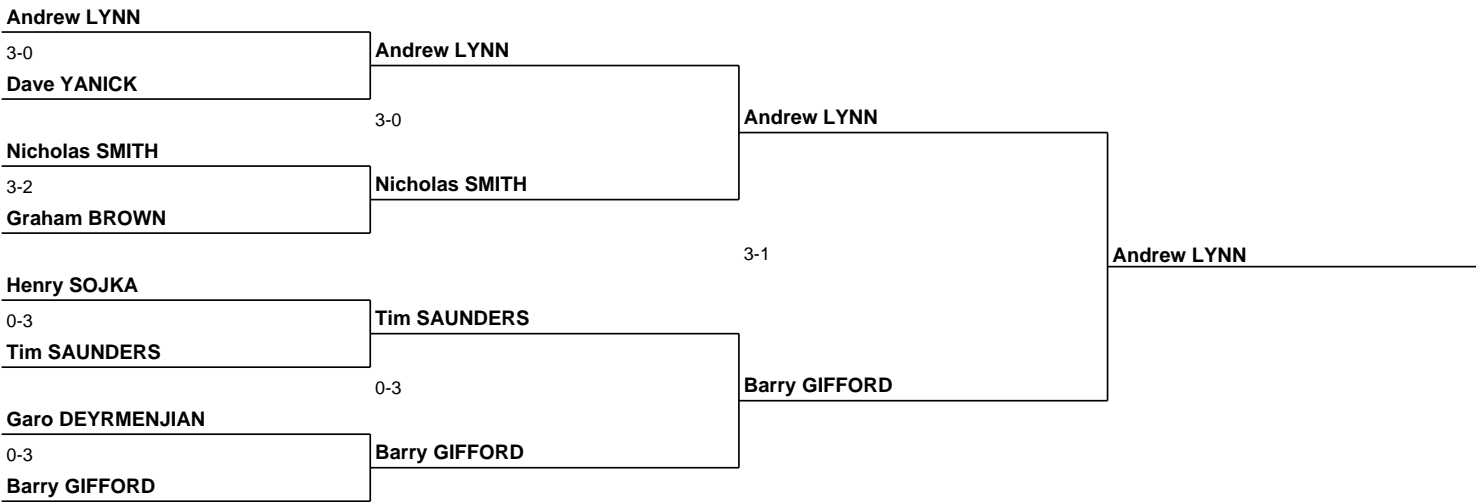 Andrew LYNN
3-0
Andrew LYNN
Dave YANICK
3-0
Andrew LYNN
Nicholas SMITH
3-2
Nicholas SMITH
Graham BROWN
3-1
Andrew LYNN
Henry SOJKA
0-3
Tim SAUNDERS
Tim SAUNDERS
0-3
Barry GIFFORD
Garo DEYRMENJIAN
0-3
Barry GIFFORD
Barry GIFFORD